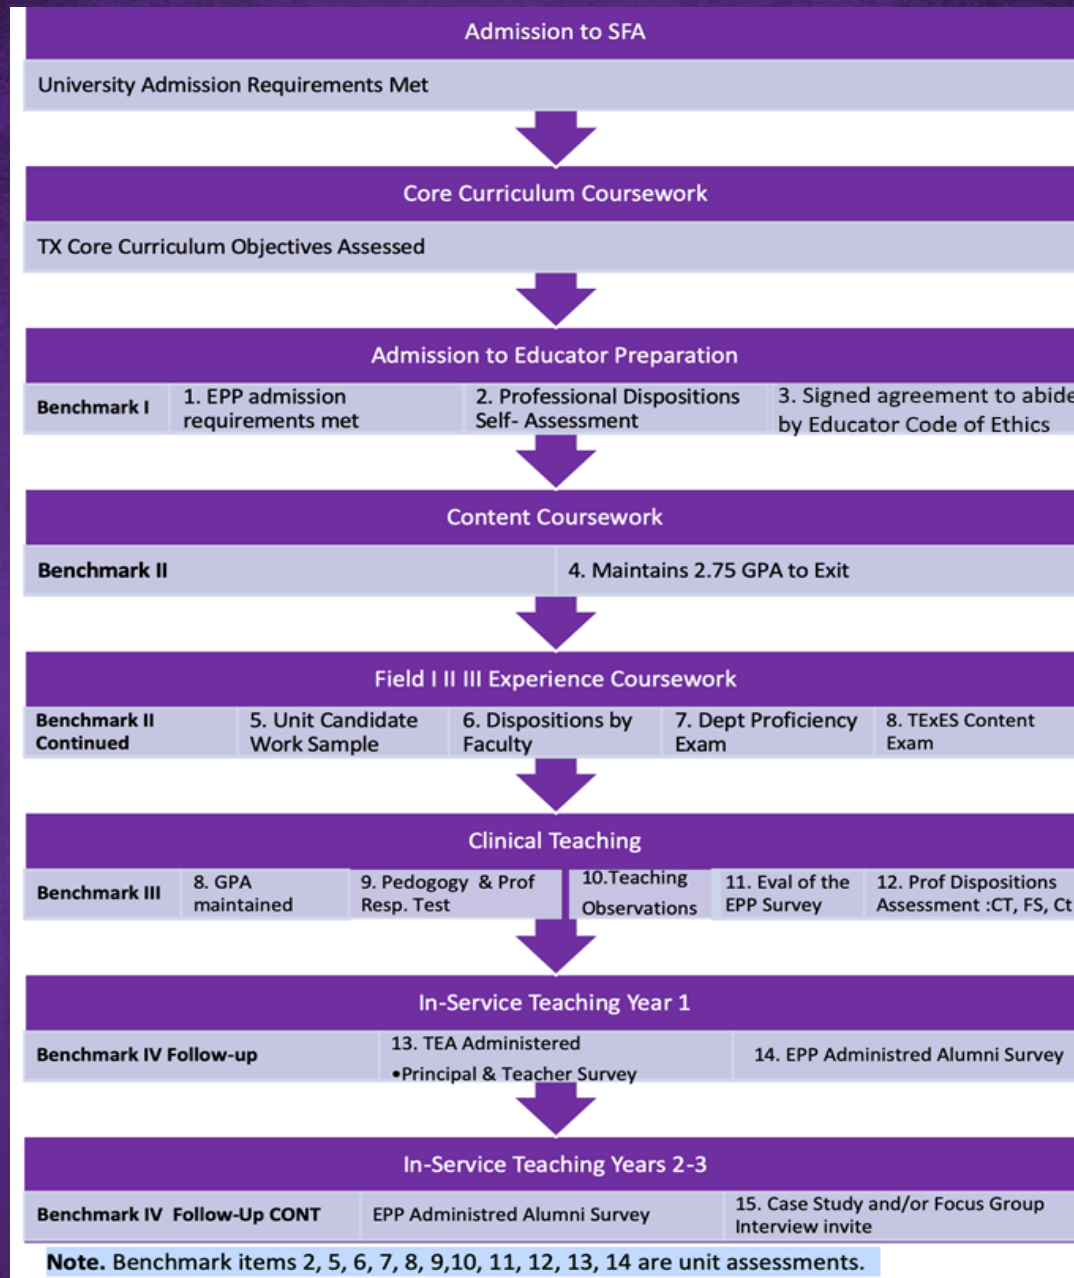 Admission to SFA
University Admission Requirements Met
Core Curriculum Coursework
TX Core Curriculum Objectives Assessed
Admission to Educator Preparation
Benchmark I
1. EPP admission
requirements met
2. Professional Dispositions
Self- Assessment
3. Signed agreement to abide
by Educator Code of Ethics
Content Coursework
Benchmark II
4. Maintains 2.75 GPA to Exit
Field I II III Experience Coursework
Benchmark II
Continued
5. Unit Candidate
Work Sample
6. Dispositions by
Faculty
7. Dept Proficiency
Exam
8. TExES Content
Exam
Clinical Teaching
Benchmark III
8. GPA
maintained
9. Pedogogy & Prof
Resp. Test
10.Teaching
Observations
11. Eval of the
EPP Survey
12. Prof Dispositions
Assessment :CT, FS, Ct
In-Service Teaching Year 1
Benchmark IV Follow-up
13. TEA Administered
•Principal & Teacher Survey
14. EPP Administred Alumni Survey
In-Service Teaching Years 2-3
Benchmark IV Follow-Up CONT
EPP Administred Alumni Survey
15. Case Study and/or Focus Group
Interview invite
Note. Benchmark items 2, 5, 6, 7, 8, 9,10, 11, 12, 13, 14 are unit assessments.